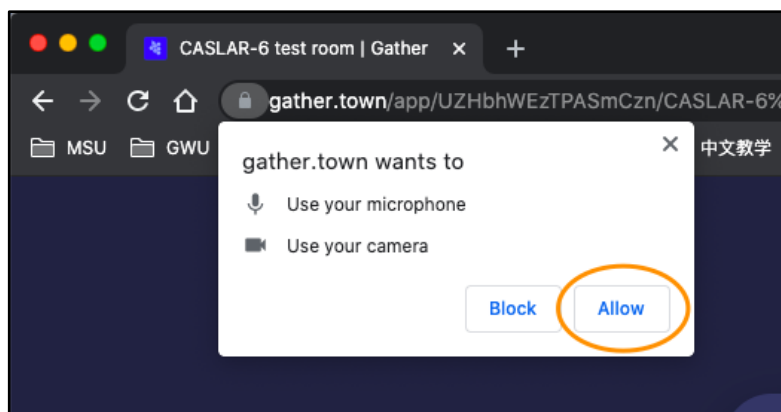 CASLAR-6 test room | Gather
gather.town/app/UZHbhWEzTPASmCzn/CASLAR-6%
MSU GWU 中文教学
gather.town wants to
Use your microphone
Use your camera
Block Allow